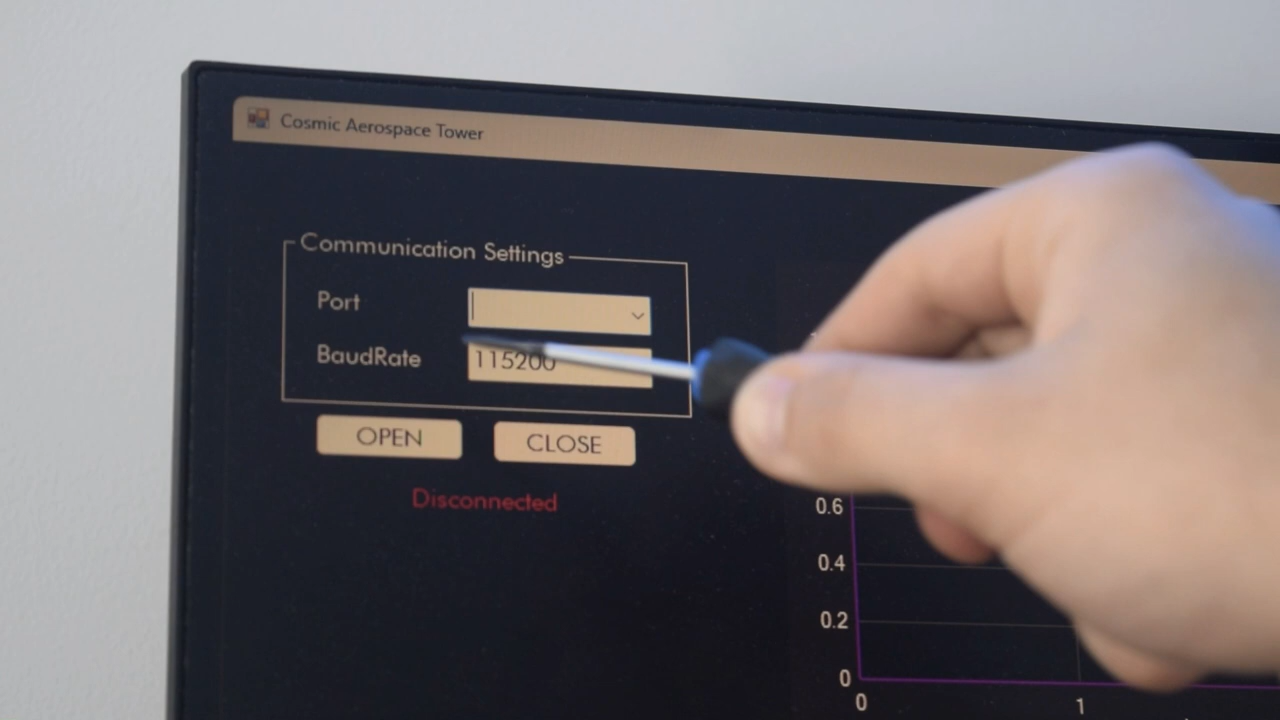 Cosmic Aerospace Tower
Communication Settings
Port
BaudRate
115200
OPEN
CLOSE
Disconnected
0.6
0.4
0.2
0
0
1